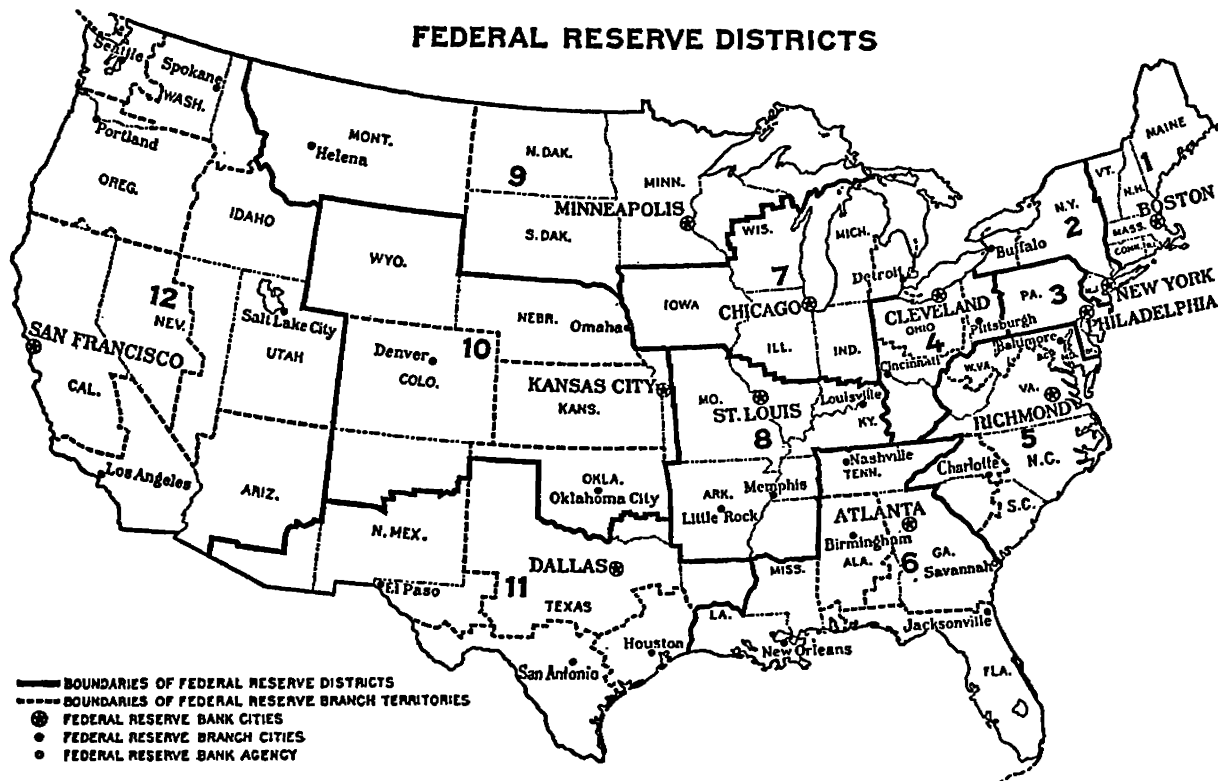 FEDERAL RESERVE DISTRICTS
Seattle
Spokane
WASH.
Portland
OREG.
IDAHO
MONT.
Helena
N. DAK.
9
S. DAK.
MINN.
MINNEAPOLIS
WIS.
MICH.
Detroit
MAINE
1
VT.
N.H.
BOSTON
MASS.
CONN.
R.I.
N.Y.
2
Buffalo
NEW YORK
PA.
3
PHILADELPHIA
WYO.
12
NEV.
SAN FRANCISCO
CAL.
Los Angeles
Salt Lake City
UTAH
ARIZ.
Denver
COLO.
10
NEBR.
Omaha
KANSAS CITY
KANS.
IOWA
7
CHICAGO
ILL.
IND.
CLEVELAND
OHIO
4
Pittsburgh
Cincinnati
W.VA.
Baltimore
MD.
VA.
RICHMOND
5
N.C.
Charlotte
S.C.
MO.
ST. LOUIS
8
Louisville
KY.
Nashville
TENN.
Memphis
ARK.
Little Rock
OKLA.
Oklahoma City
N. MEX.
El Paso
DALLAS
11
TEXAS
Houston
San Antonio
LA.
New Orleans
MISS.
ATLANTA
Birmingham
ALA.
6
GA.
Savannah
Jacksonville
FLA.
BOUNDARIES OF FEDERAL RESERVE DISTRICTS
BOUNDARIES OF FEDERAL RESERVE BRANCH TERRITORIES
FEDERAL RESERVE BANK CITIES
FEDERAL RESERVE BRANCH CITIES
FEDERAL RESERVE BANK AGENCY